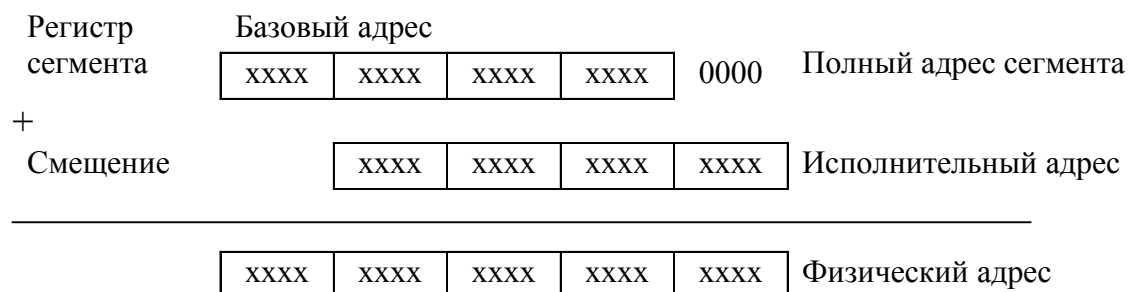 Регистр Базовый адрес
сегмента xxxx xxxx xxxx xxxx 0000 Полный адрес сегмента
+
Смещение xxxx xxxx xxxx xxxx Исполнительный адрес
xxxx xxxx xxxx xxxx xxxx Физический адрес